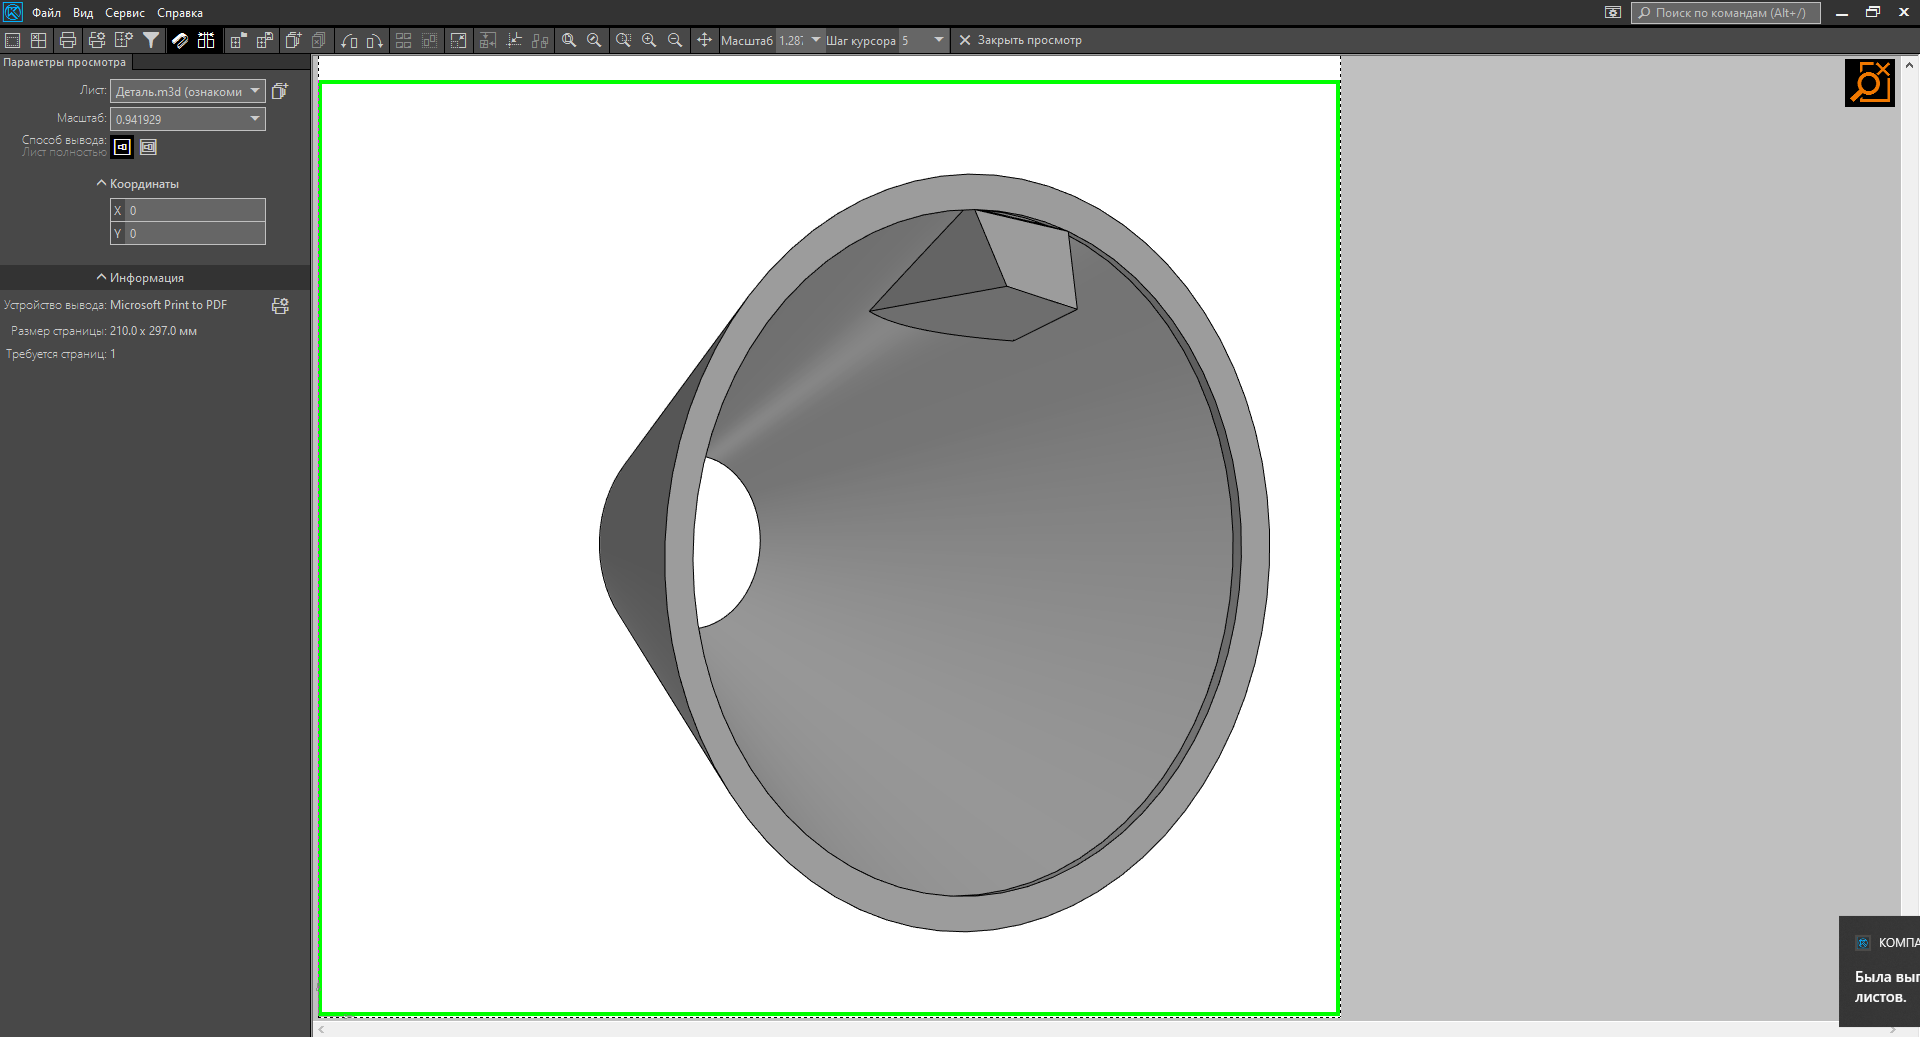 Файл Вид Сервис Справка
Поиск по командам (Alt+/)
Масштаб 1.28 Шаг курсора 5 Закрыть просмотр
Параметры просмотра
Лист: Деталь.m3d (ознакоми
Масштаб: 0.941929
Способ вывода:
Лист полностью
Координаты
X 0
Y 0
Информация
Устройство вывода: Microsoft Print to PDF
Размер страницы: 210.0 x 297.0 мм
Требуется страниц: 1
КОМПА
Была вып
листов.